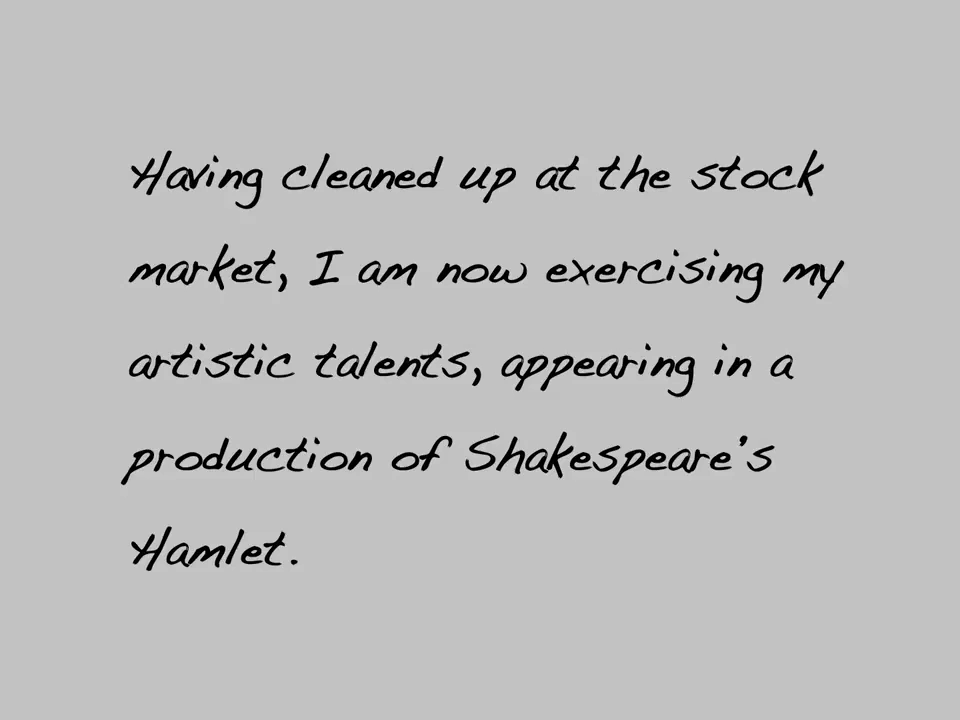 Having cleaned up at the stock
market, I am now exercising my
artistic talents, appearing in a
production of Shakespeare's
Hamlet.